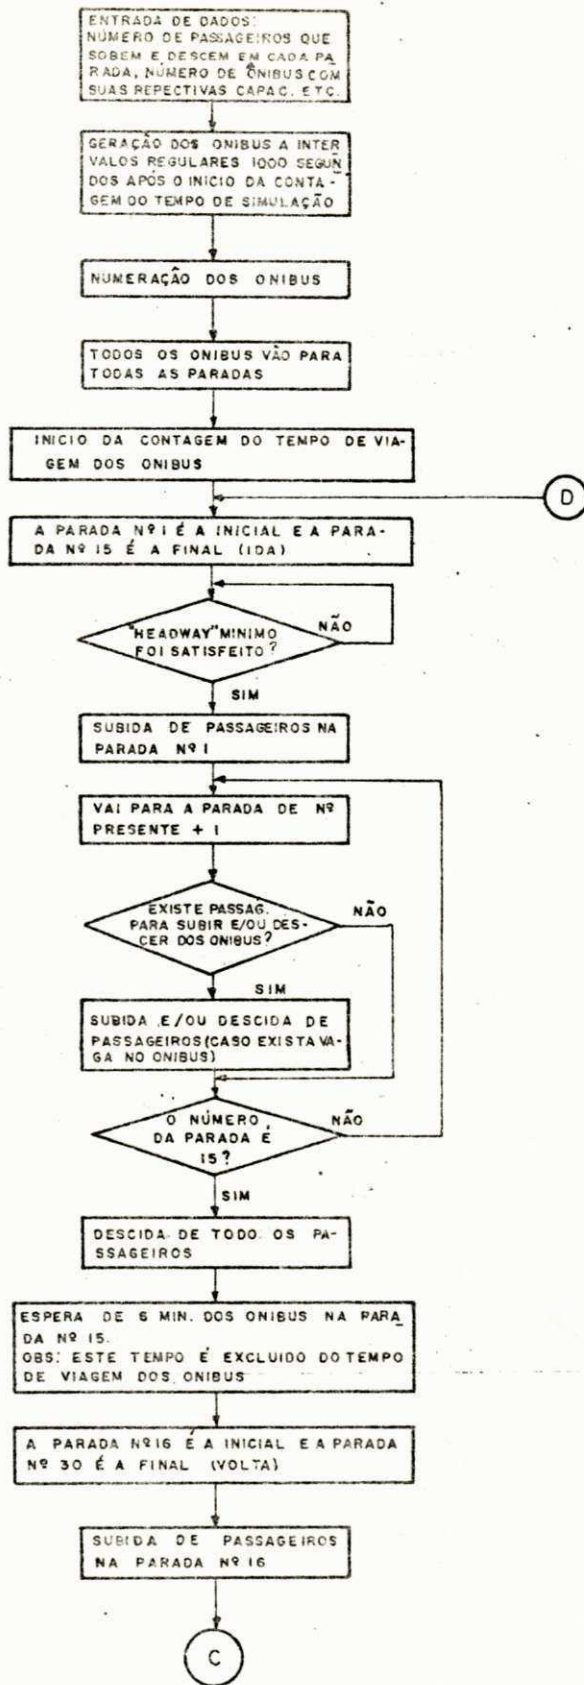 ENTRADA DE DADOS:
NÚMERO DE PASSAGEIROS QUE
SOBEM E DESCEM EM CADA PA
RADA, NÚMERO DE ÔNIBUS COM
SUAS REPECTIVAS CAPAC. ETC.
GERAÇÃO DOS ONIBUS A INTER
VALOS REGULARES 1000 SEGUN
DOS APÓS O INICIO DA CONTA-
GEM DO TEMPO DE SIMULAÇÃO
NUMERAÇÃO DOS ONIBUS
TODOS OS ONIBUS VÃO PARA
TODAS AS PARADAS
INICIO DA CONTAGEM DO TEMPO DE VIA-
GEM DOS ONIBUS
D
A PARADA Nº 1 É A INICIAL E A PARA-
DA Nº 15 É A FINAL (IDA)
"HEADWAY" MINIMO
FOI SATISFEITO?
NÃO
SIM
SUBIDA DE PASSAGEIROS NA
PARADA Nº 1
VAI PARA A PARADA DE Nº
PRESENTE + 1
EXISTE PASSAG.
PARA SUBIR E/OU DES-
CER DOS ONIBUS?
NÃO
SIM
SUBIDA E/OU DESCIDA DE
PASSAGEIROS (CASO EXISTA VA-
GA NO ONIBUS)
O NÚMERO
DA PARADA É
15?
NÃO
SIM
DESCIDA DE TODO OS PA-
SSAGEIROS
ESPERA DE 6 MIN. DOS ONIBUS NA PARA
DA Nº 15.
OBS: ESTE TEMPO É EXCLUIDO DO TEMPO
DE VIAGEM DOS ONIBUS
A PARADA Nº 16 É A INICIAL E A PARADA
Nº 30 É A FINAL (VOLTA)
SUBIDA DE PASSAGEIROS
NA PARADA Nº 16
C